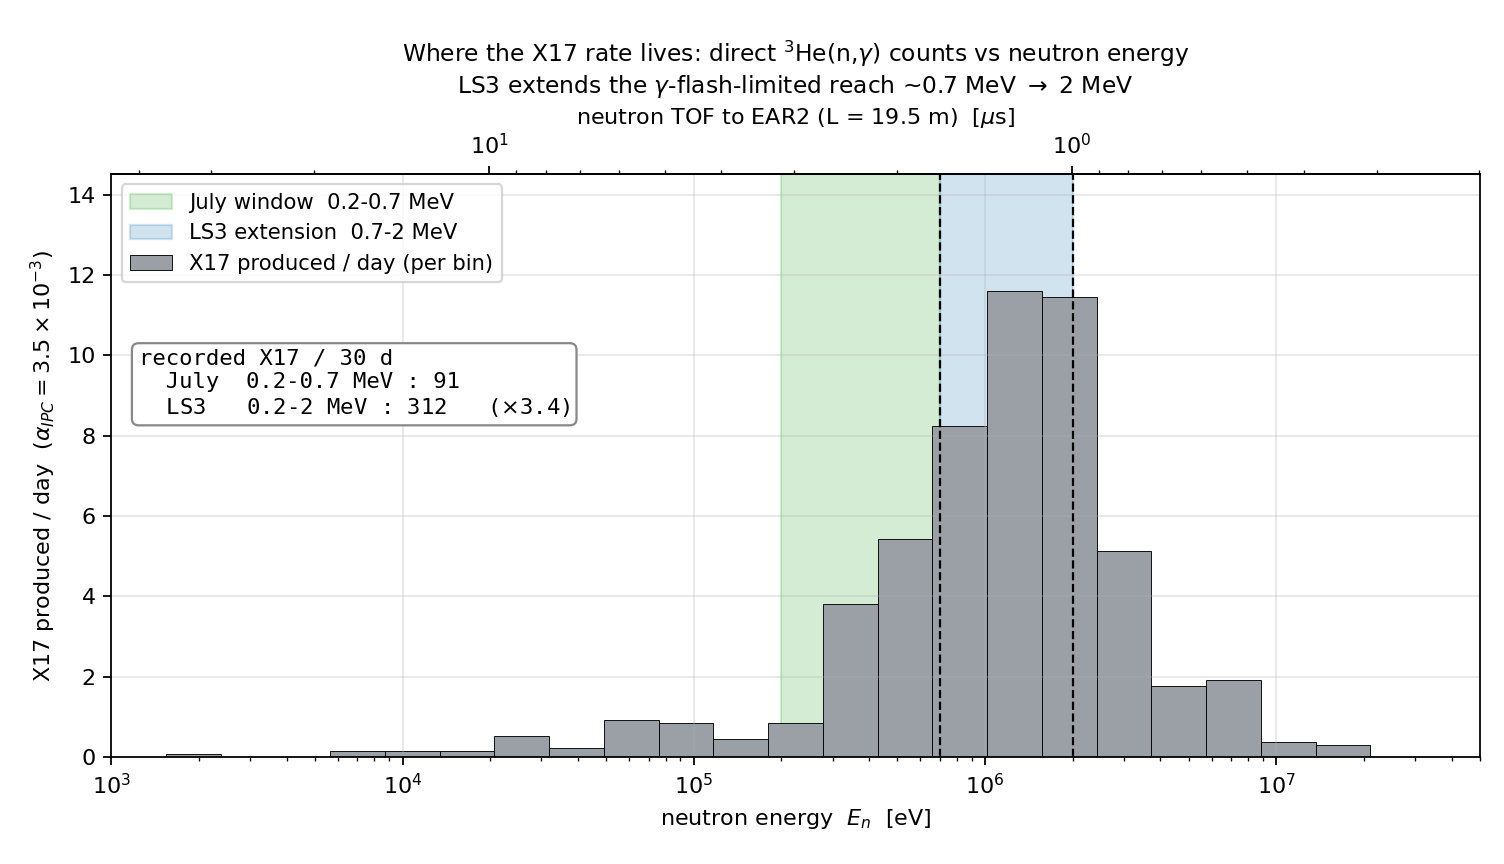 Where the X17 rate lives: direct ³He(n,γ) counts vs neutron energy
LS3 extends the γ-flash-limited reach ~0.7 MeV → 2 MeV
neutron TOF to EAR2 (L = 19.5 m) [μs]
10¹ 10⁰
July window 0.2-0.7 MeV
LS3 extension 0.7-2 MeV
X17 produced / day (per bin)
recorded X17 / 30 d
July 0.2-0.7 MeV : 91
LS3 0.2-2 MeV : 312 (×3.4)
X17 produced / day (α_IPC = 3.5 × 10⁻³)
14
12
10
8
6
4
2
0
10³ 10⁴ 10⁵ 10⁶ 10⁷
neutron energy Eₙ [eV]